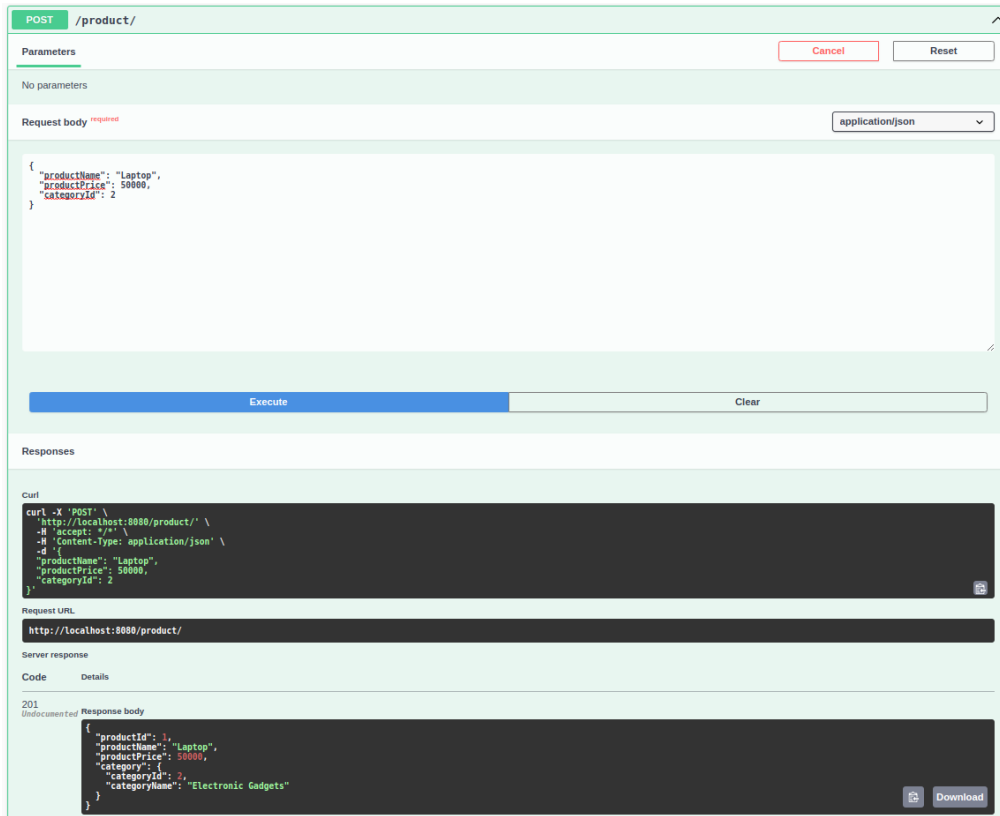 POST /product/
Parameters
Cancel
Reset
No parameters
Request body required
application/json
{
  "productName": "Laptop",
  "productPrice": 50000,
  "categoryId": 2
}
Execute
Clear
Responses
Curl
curl -X 'POST' \
  'http://localhost:8080/product/' \
  -H 'accept: */*' \
  -H 'Content-Type: application/json' \
  -d '{
  "productName": "Laptop",
  "productPrice": 50000,
  "categoryId": 2
}'
Request URL
http://localhost:8080/product/
Server response
Code Details
201
Undocumented
Response body
{
  "productId": 1,
  "productName": "Laptop",
  "productPrice": 50000,
  "category": {
    "categoryId": 2,
    "categoryName": "Electronic Gadgets"
  }
}
Download